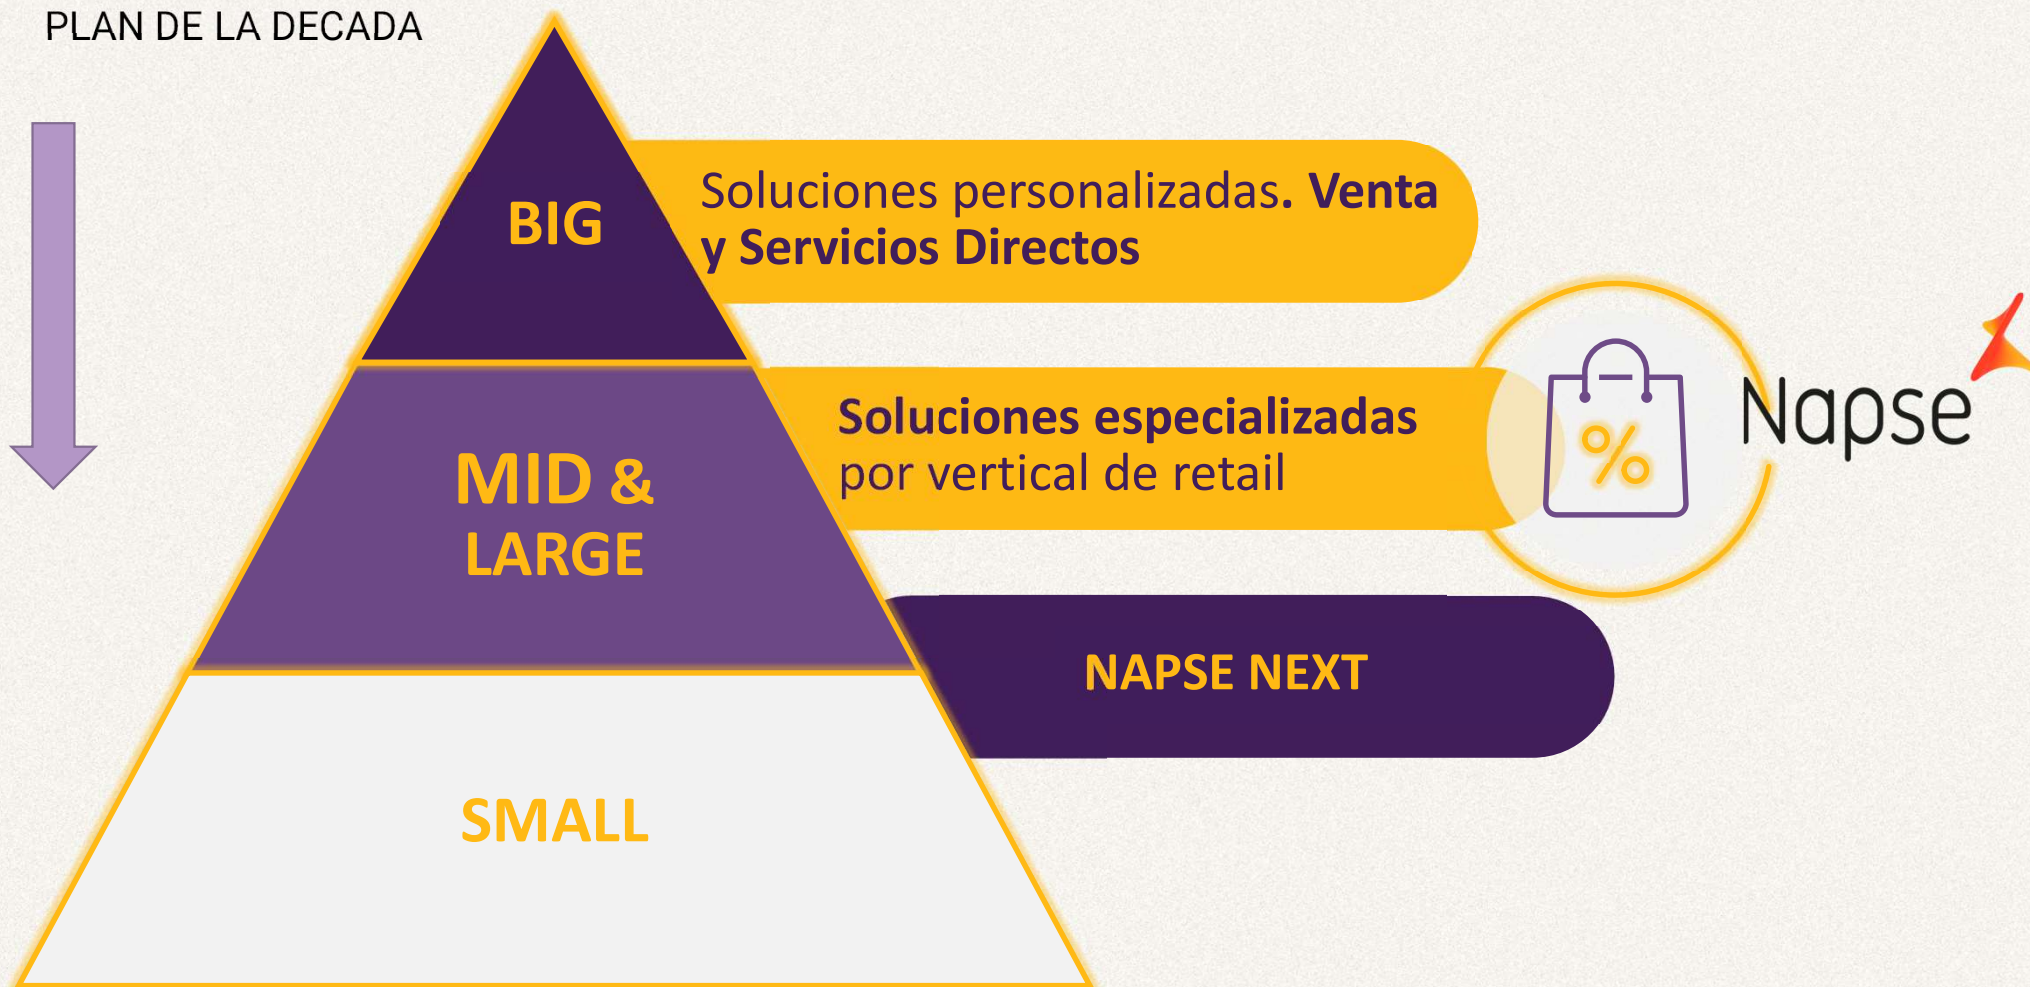 PLAN DE LA DECADA
BIG
Soluciones personalizadas. Venta
y Servicios Directos
MID &
LARGE
Soluciones especializadas
por vertical de retail
%
Napse
NAPSE NEXT
SMALL